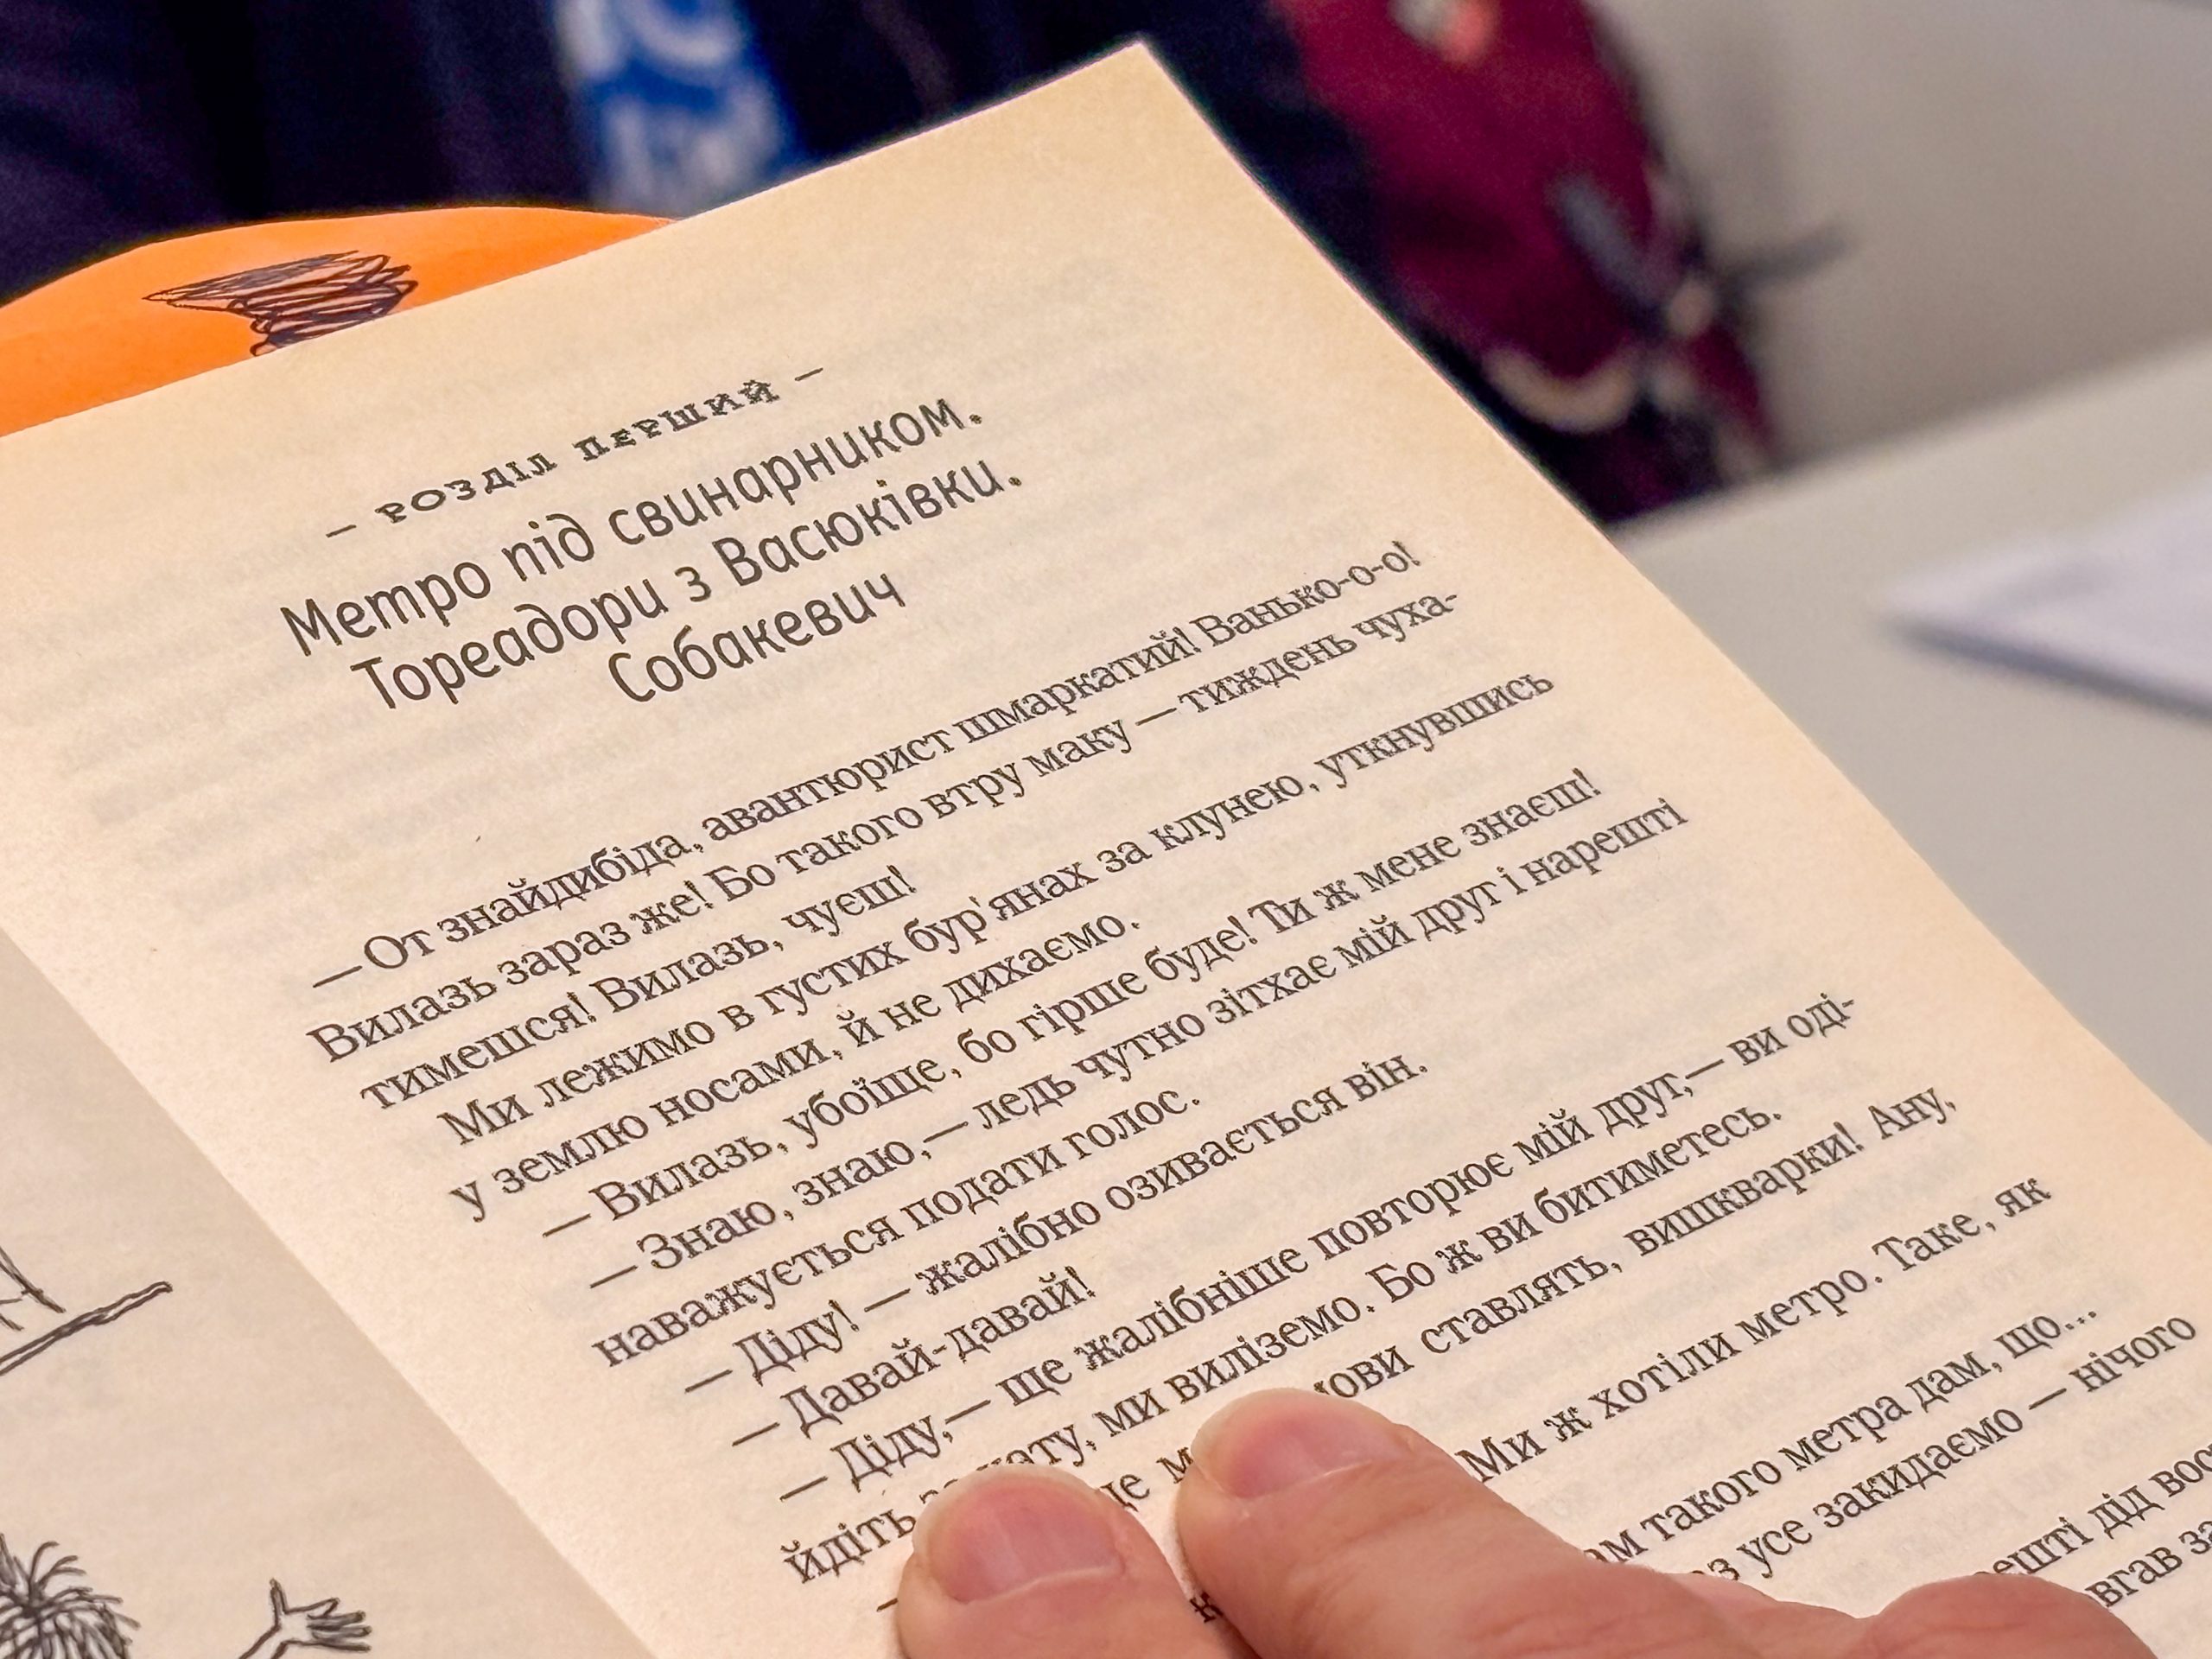 — РОЗДІЛ ПЕРШИЙ —
Метро під свинарником.
Тореадори з Васюківки.
Собакевич
— От знайдибіда, авантюрист шмаркатий! Ванько-о-о!
Вилазь зараз же! Бо такого втру маку — тиждень чуха-
тимешся! Вилазь, чуєш!
Ми лежимо в густих бур'янах за клунею, уткнувшись
у землю носами, й не дихаємо.
— Вилазь, убоїще, бо гірше буде! Ти ж мене знаєш!
— Знаю, знаю, — ледь чутно зітхає мій друг і нарешті
наважується подати голос.
— Діду! — жалібно озивається він.
— Давай-давай!
— Діду, — ще жалібніше повторює мій друг, — ви оді-
йдіть за хату, ми виліземо. Бо ж ви битиметесь.
ставлять, вишкварки! Ану,
Ми ж хотіли метро. Таке, як
такого метра дам, що...
усе закидаємо — нічого
дід